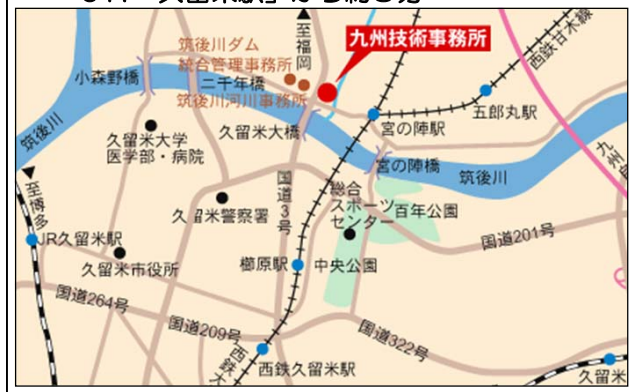 至福岡
九州技術事務所
筑後川ダム
統合管理事務所
筑後川河川事務所
小森野橋
二千年橋
西鉄甘木線
五郎丸駅
宮の陣駅
久留米大橋
久留米大学
医学部・病院
筑後川
宮の陣橋
筑後川
至博多
国道3号
総合
スポーツ
センター
百年公園
久留米警察署
JR久留米駅
久留米市役所
櫛原駅
中央公園
国道201号
国道264号
国道209号
国道322号
西鉄久留米駅
久留米